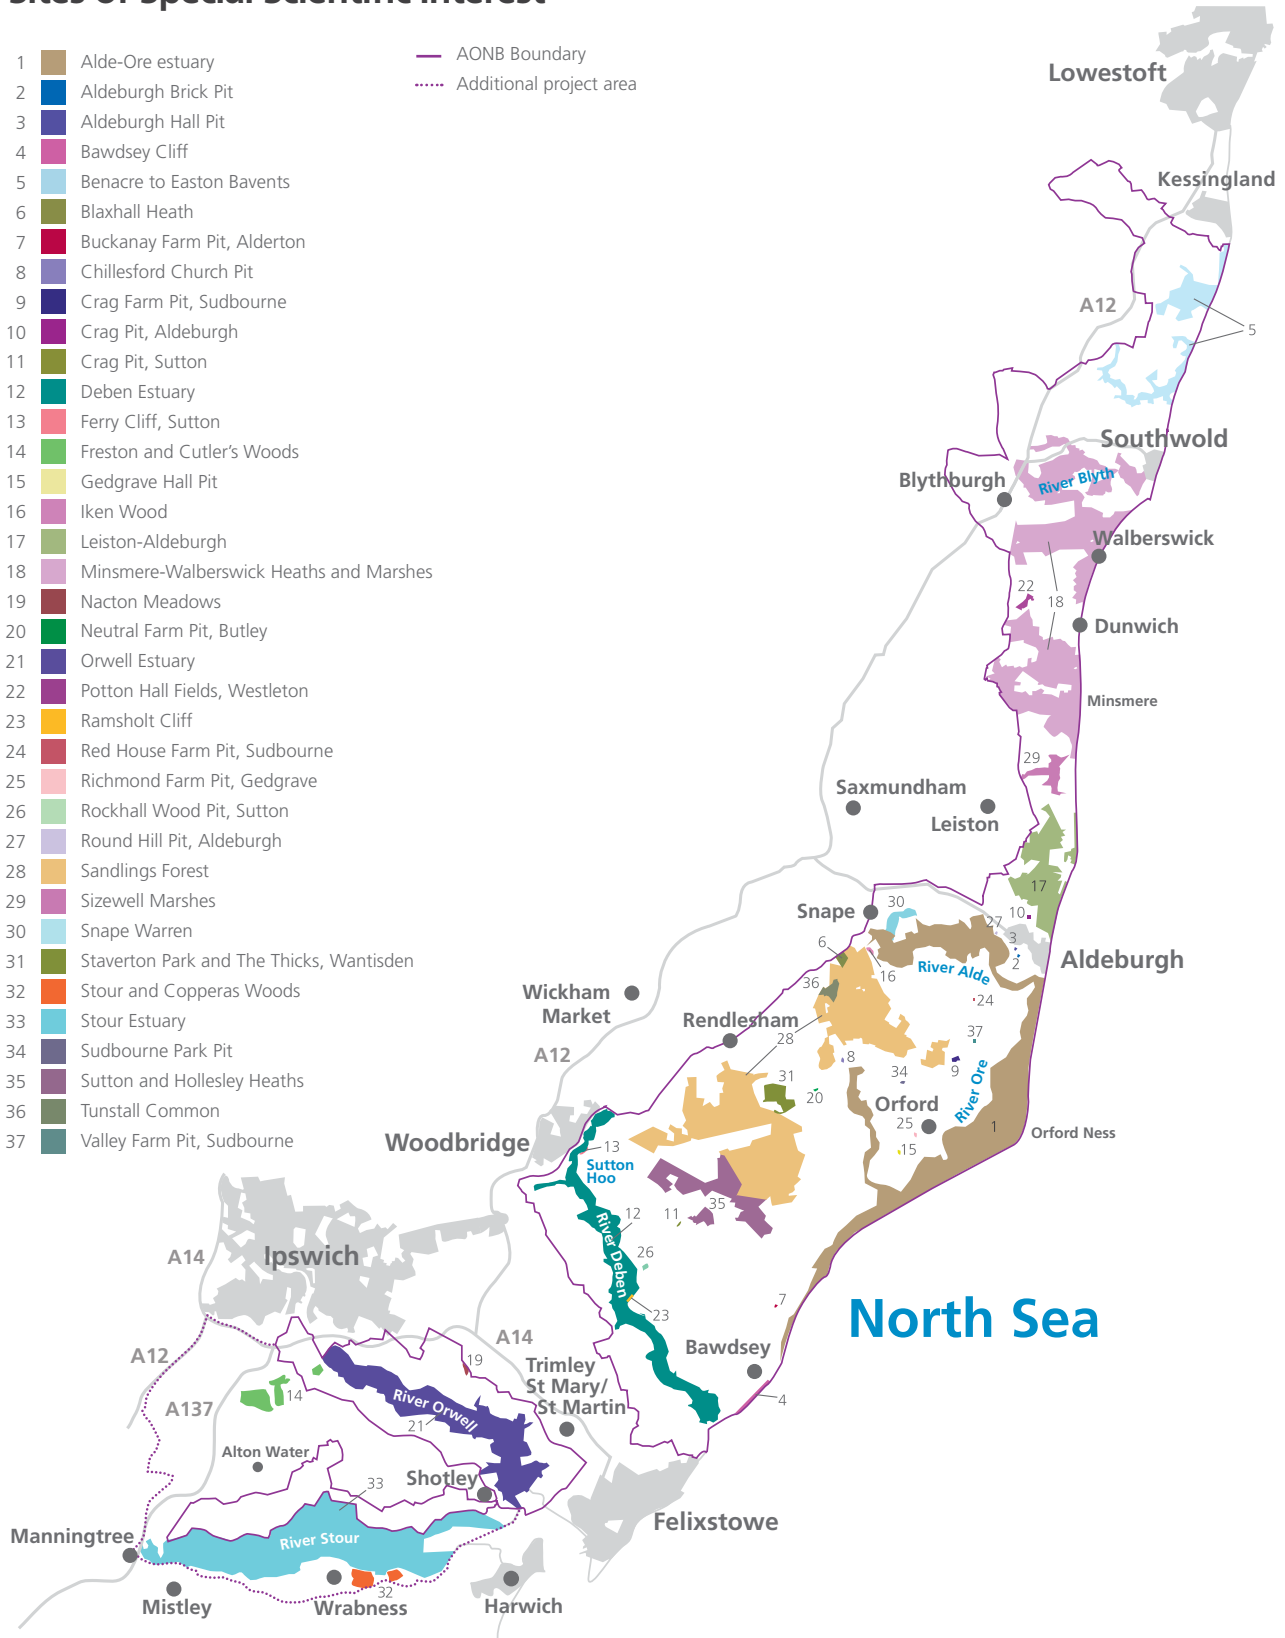 Sites of Special Scientific Interest
1 Alde-Ore estuary
2 Aldeburgh Brick Pit
3 Aldeburgh Hall Pit
4 Bawdsey Cliff
5 Benacre to Easton Bavents
6 Blaxhall Heath
7 Buckanay Farm Pit, Alderton
8 Chillesford Church Pit
9 Crag Farm Pit, Sudbourne
10 Crag Pit, Aldeburgh
11 Crag Pit, Sutton
12 Deben Estuary
13 Ferry Cliff, Sutton
14 Freston and Cutler’s Woods
15 Gedgrave Hall Pit
16 Iken Wood
17 Leiston-Aldeburgh
18 Minsmere-Walberswick Heaths and Marshes
19 Nacton Meadows
20 Neutral Farm Pit, Butley
21 Orwell Estuary
22 Potton Hall Fields, Westleton
23 Ramsholt Cliff
24 Red House Farm Pit, Sudbourne
25 Richmond Farm Pit, Gedgrave
26 Rockhall Wood Pit, Sutton
27 Round Hill Pit, Aldeburgh
28 Sandlings Forest
29 Sizewell Marshes
30 Snape Warren
31 Staverton Park and The Thicks, Wantisden
32 Stour and Copperas Woods
33 Stour Estuary
34 Sudbourne Park Pit
35 Sutton and Hollesley Heaths
36 Tunstall Common
37 Valley Farm Pit, Sudbourne
AONB Boundary
Additional project area
Lowestoft
Kessingland
A12
5
Southwold
River Blyth
Blythburgh
Walberswick
22
18
Dunwich
Minsmere
29
Saxmundham
Leiston
17
Snape
30
10
27
3
2
Aldeburgh
6
16
River Alde
36
24
Wickham
Market
Rendlesham
28
37
A12
8
9
31
20
34
River Ore
Orford
25
1
Orford Ness
15
Woodbridge
13
Sutton
Hoo
35
12
11
River Deben
26
23
7
North Sea
Bawdsey
4
A14
Ipswich
A14
A12
19
Trimley
St Mary/
St Martin
14
A137
River Orwell
21
Alton Water
Shotley
33
Felixstowe
Manningtree
River Stour
32
Mistley
Wrabness
Harwich